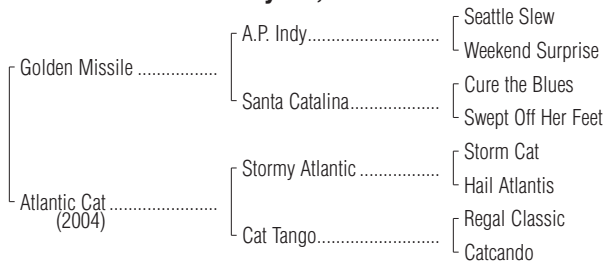 Seattle Slew
A.P. Indy
Weekend Surprise
Golden Missile
Cure the Blues
Santa Catalina
Swept Off Her Feet
Storm Cat
Stormy Atlantic
Hail Atlantis
Atlantic Cat
(2004)
Regal Classic
Cat Tango
Catcando